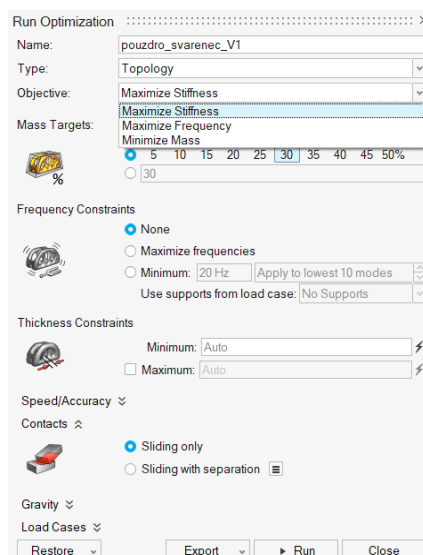 Run Optimization
Name: pouzdro_svarenec_V1
Type: Topology
Objective: Maximize Stiffness
Maximize Stiffness
Maximize Frequency
Mass Targets:
Minimize Mass
5 10 15 20 25 30 35 40 45 50%
%
30
Frequency Constraints
None
Maximize frequencies
Minimum: 20 Hz Apply to lowest 10 modes
Use supports from load case: No Supports
Thickness Constraints
Minimum: Auto
Maximum: Auto
Speed/Accuracy
Contacts
Sliding only
Sliding with separation
Gravity
Load Cases
Restore Export Run Close